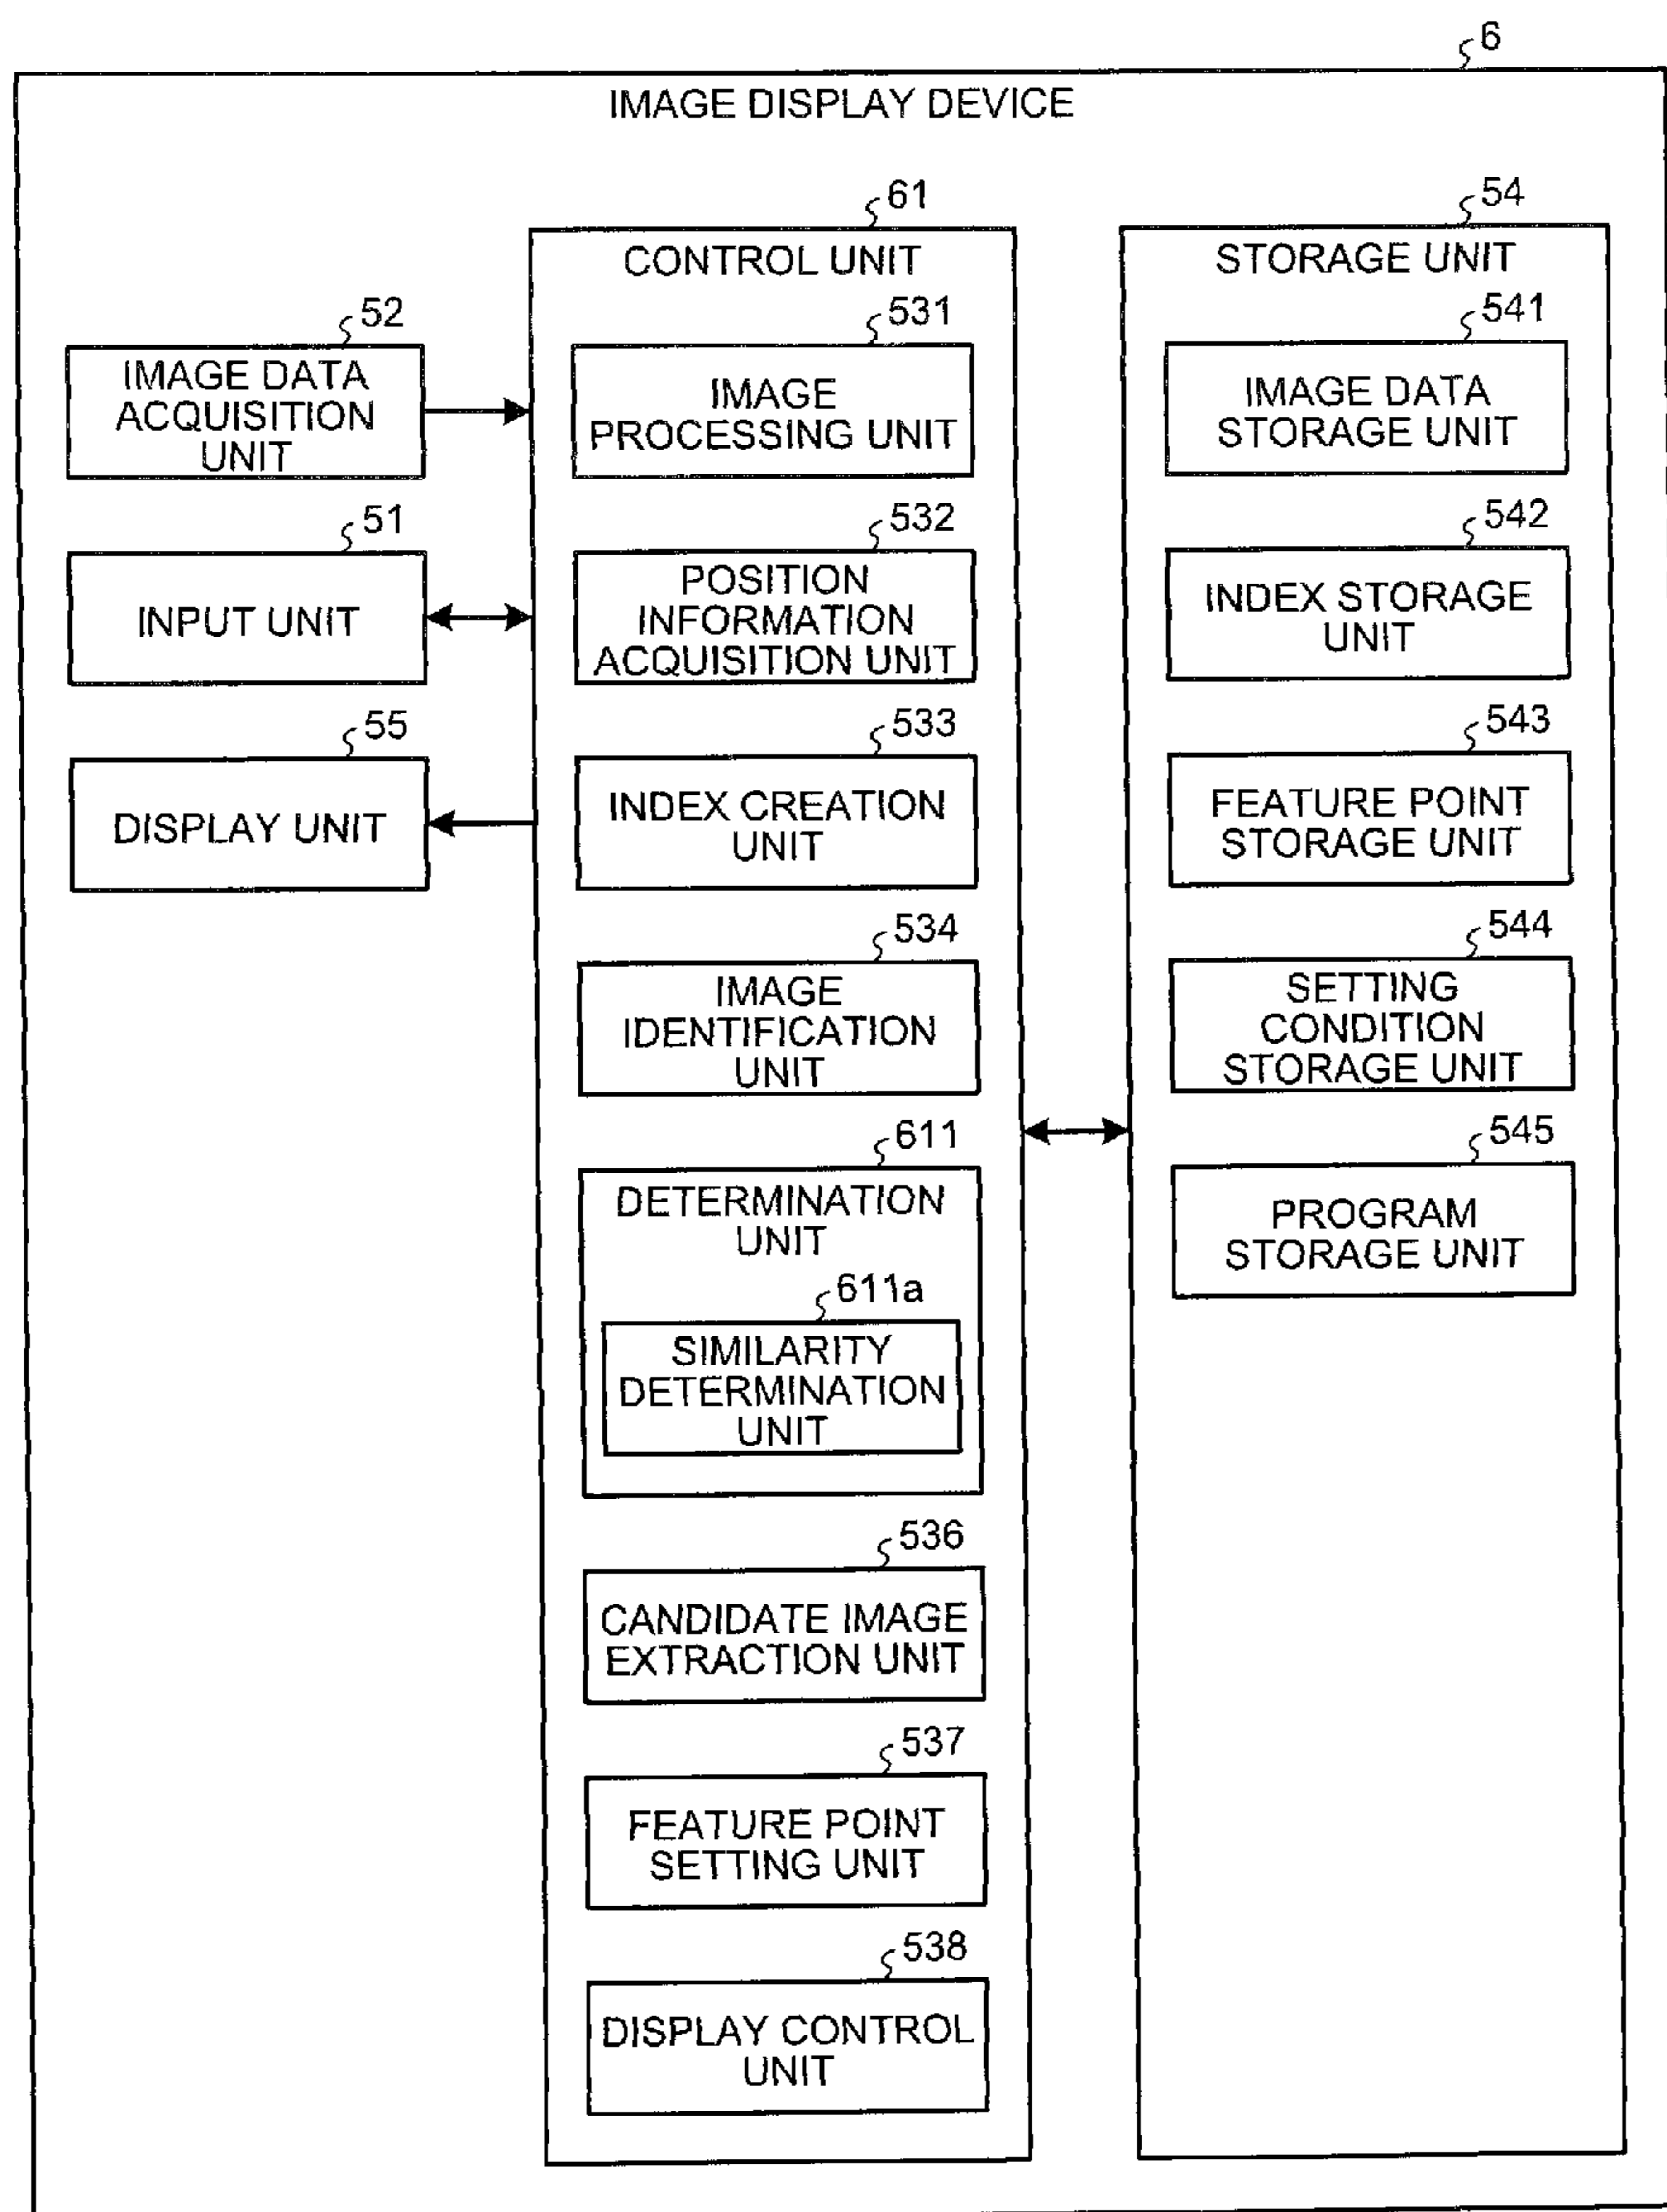 6
IMAGE DISPLAY DEVICE
52
IMAGE DATA
ACQUISITION
UNIT
51
INPUT UNIT
55
DISPLAY UNIT
61
CONTROL UNIT
531
IMAGE
PROCESSING UNIT
532
POSITION
INFORMATION
ACQUISITION UNIT
533
INDEX CREATION
UNIT
534
IMAGE
IDENTIFICATION
UNIT
611
DETERMINATION
UNIT
611a
SIMILARITY
DETERMINATION
UNIT
536
CANDIDATE IMAGE
EXTRACTION UNIT
537
FEATURE POINT
SETTING UNIT
538
DISPLAY CONTROL
UNIT
54
STORAGE UNIT
541
IMAGE DATA
STORAGE UNIT
542
INDEX STORAGE
UNIT
543
FEATURE POINT
STORAGE UNIT
544
SETTING
CONDITION
STORAGE UNIT
545
PROGRAM
STORAGE UNIT